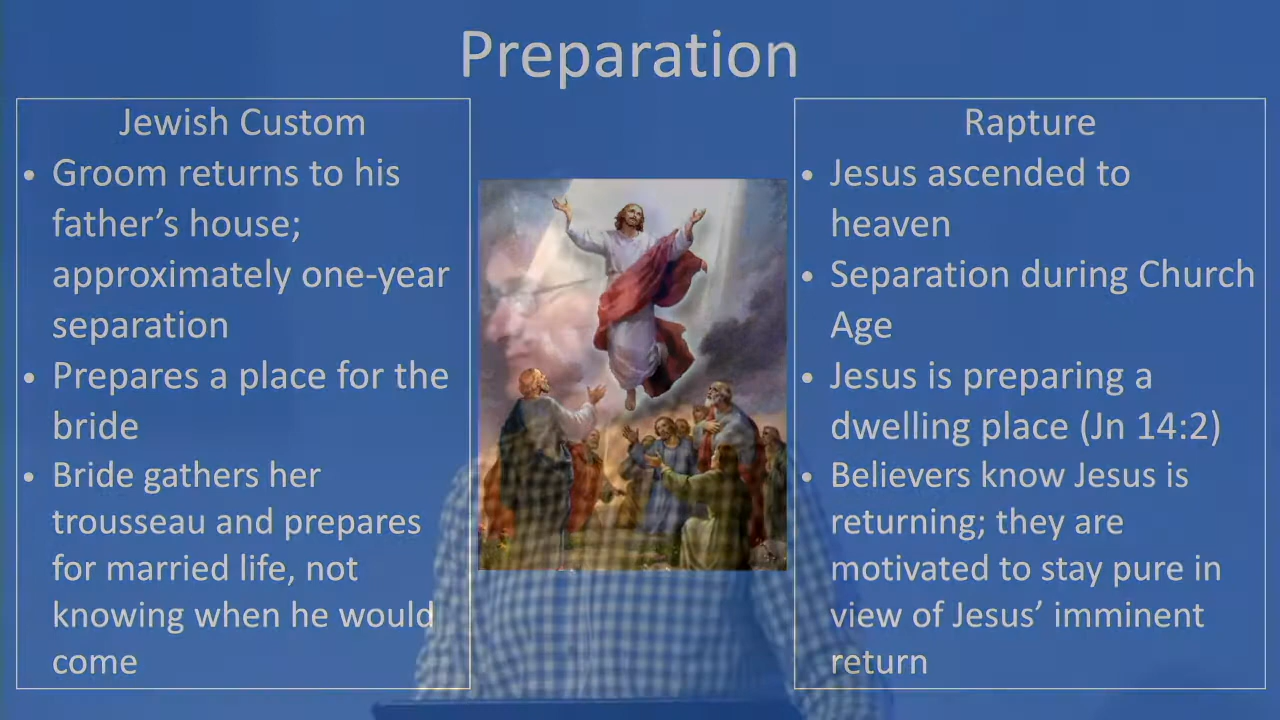 Preparation
Jewish Custom
• Groom returns to his
father’s house;
approximately one-year
separation
• Prepares a place for the
bride
• Bride gathers her
trousseau and prepares
for married life, not
knowing when he would
come
Rapture
• Jesus ascended to
heaven
• Separation during Church
Age
• Jesus is preparing a
dwelling place (Jn 14:2)
• Believers know Jesus is
returning; they are
motivated to stay pure in
view of Jesus’ imminent
return